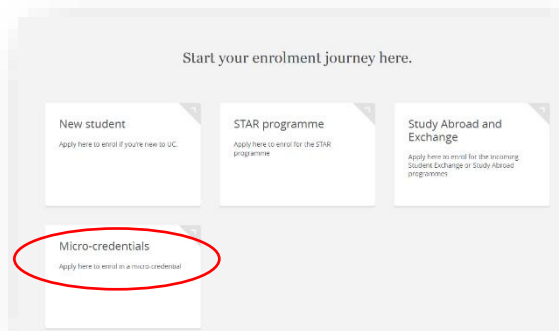 Start your enrolment journey here.
New student
Apply here to enrol if you're new to UC.
STAR programme
Apply here to enrol for the STAR
programme
Study Abroad and
Exchange
Apply here to enrol for the incoming
Student Exchange or Study Abroad
programmes
Micro-credentials
Apply here to enrol in a micro-credential